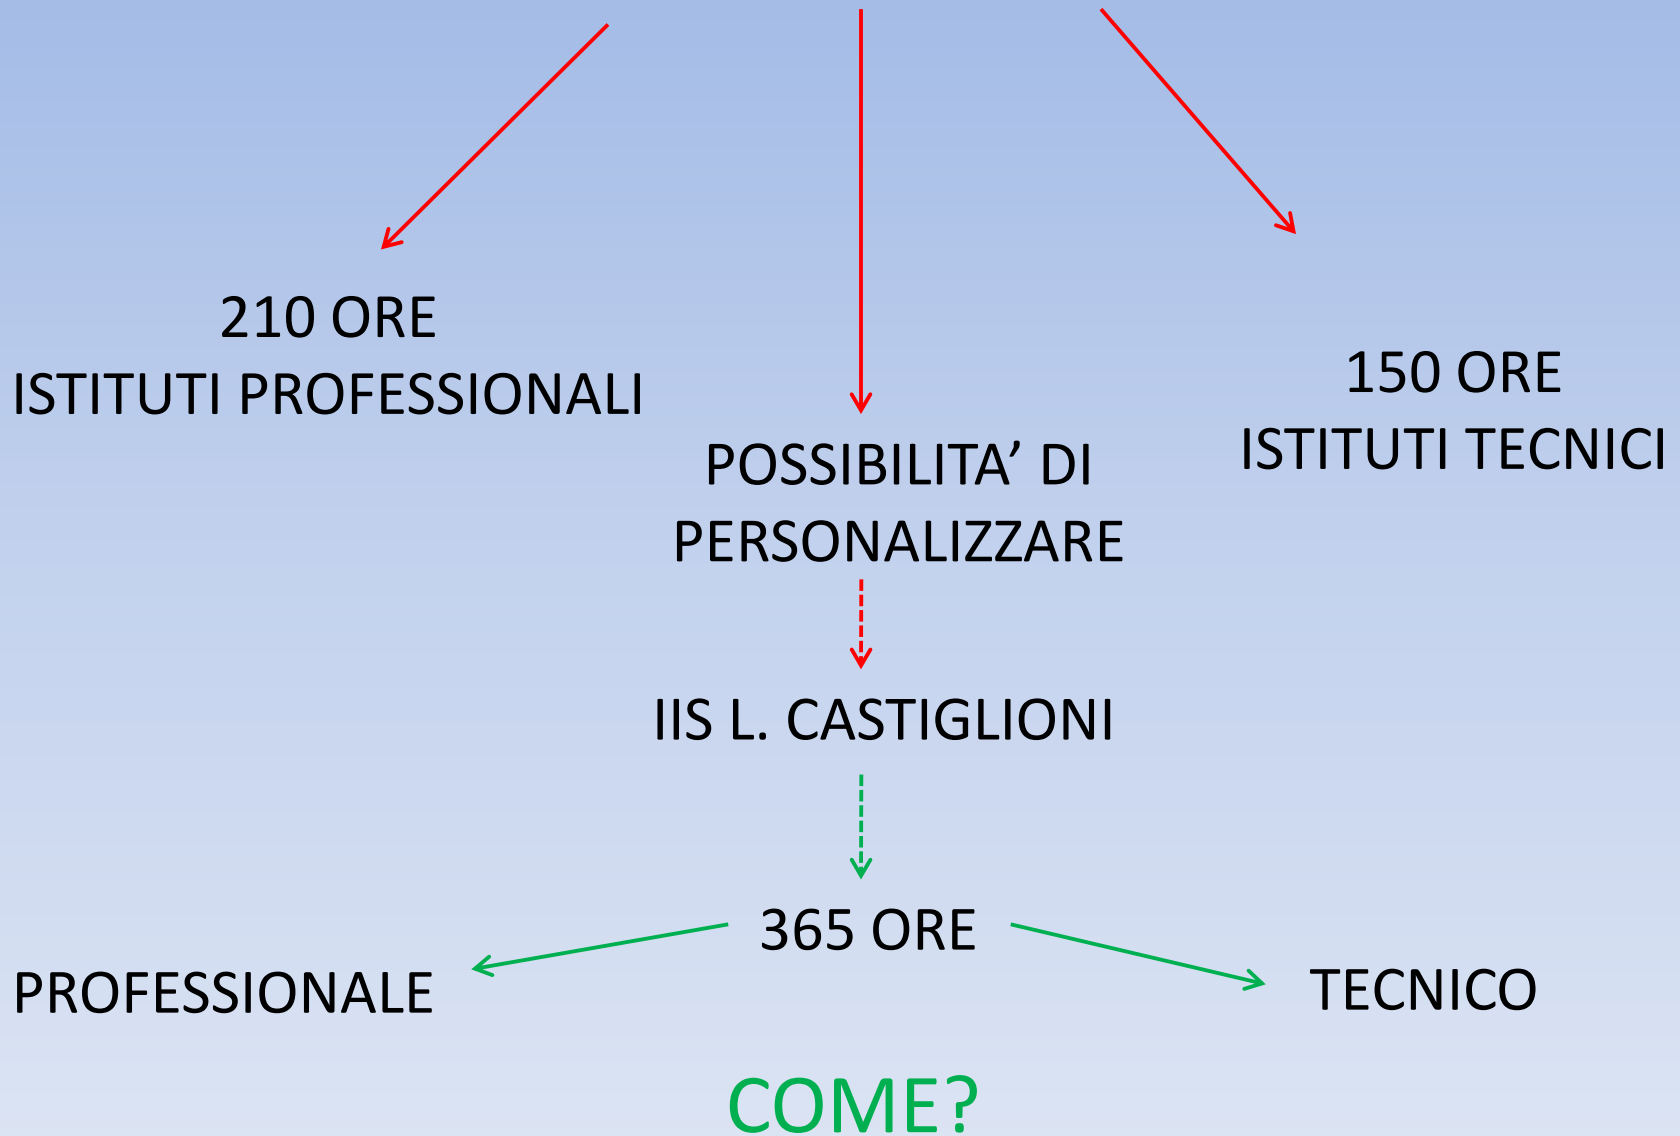 210 ORE
ISTITUTI PROFESSIONALI
150 ORE
ISTITUTI TECNICI
POSSIBILITA’ DI
PERSONALIZZARE
IIS L. CASTIGLIONI
365 ORE
PROFESSIONALE
TECNICO
COME?